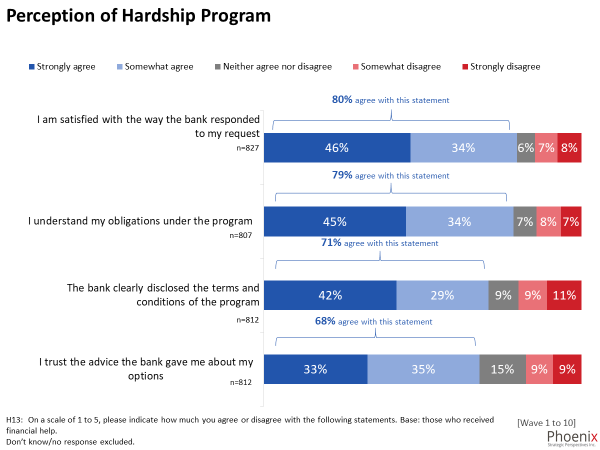 Perception of Hardship Program
Strongly agree
Somewhat agree
Neither agree nor disagree
Somewhat disagree
Strongly disagree
80% agree with this statement
I am satisfied with the way the bank responded
to my request
n=827
46%
34%
6%
7%
8%
79% agree with this statement
I understand my obligations under the program
n=807
45%
34%
7%
8%
7%
71% agree with this statement
The bank clearly disclosed the terms and
conditions of the program
n=812
42%
29%
9%
9%
11%
68% agree with this statement
I trust the advice the bank gave me about my
options
n=812
33%
35%
15%
9%
9%
H13: On a scale of 1 to 5, please indicate how much you agree or disagree with the following statements. Base: those who received
financial help.
Don't know/no response excluded.
[Wave 1 to 10]
Phoenix
Strategic Perspectives Inc.